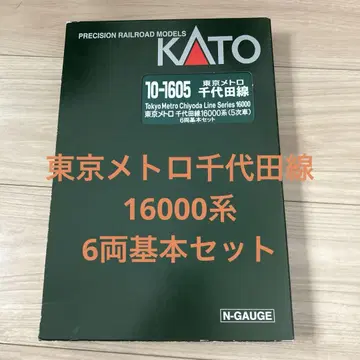 PRECISION RAILROAD MODELS
KATO
10-1605 東京メトロ 千代田線
Tokyo Metro Chiyoda Line Series 16000
東京メトロ 千代田線16000系(5次車)
6両基本セット
東京メトロ千代田線
16000系
6両基本セット
N-GAUGE